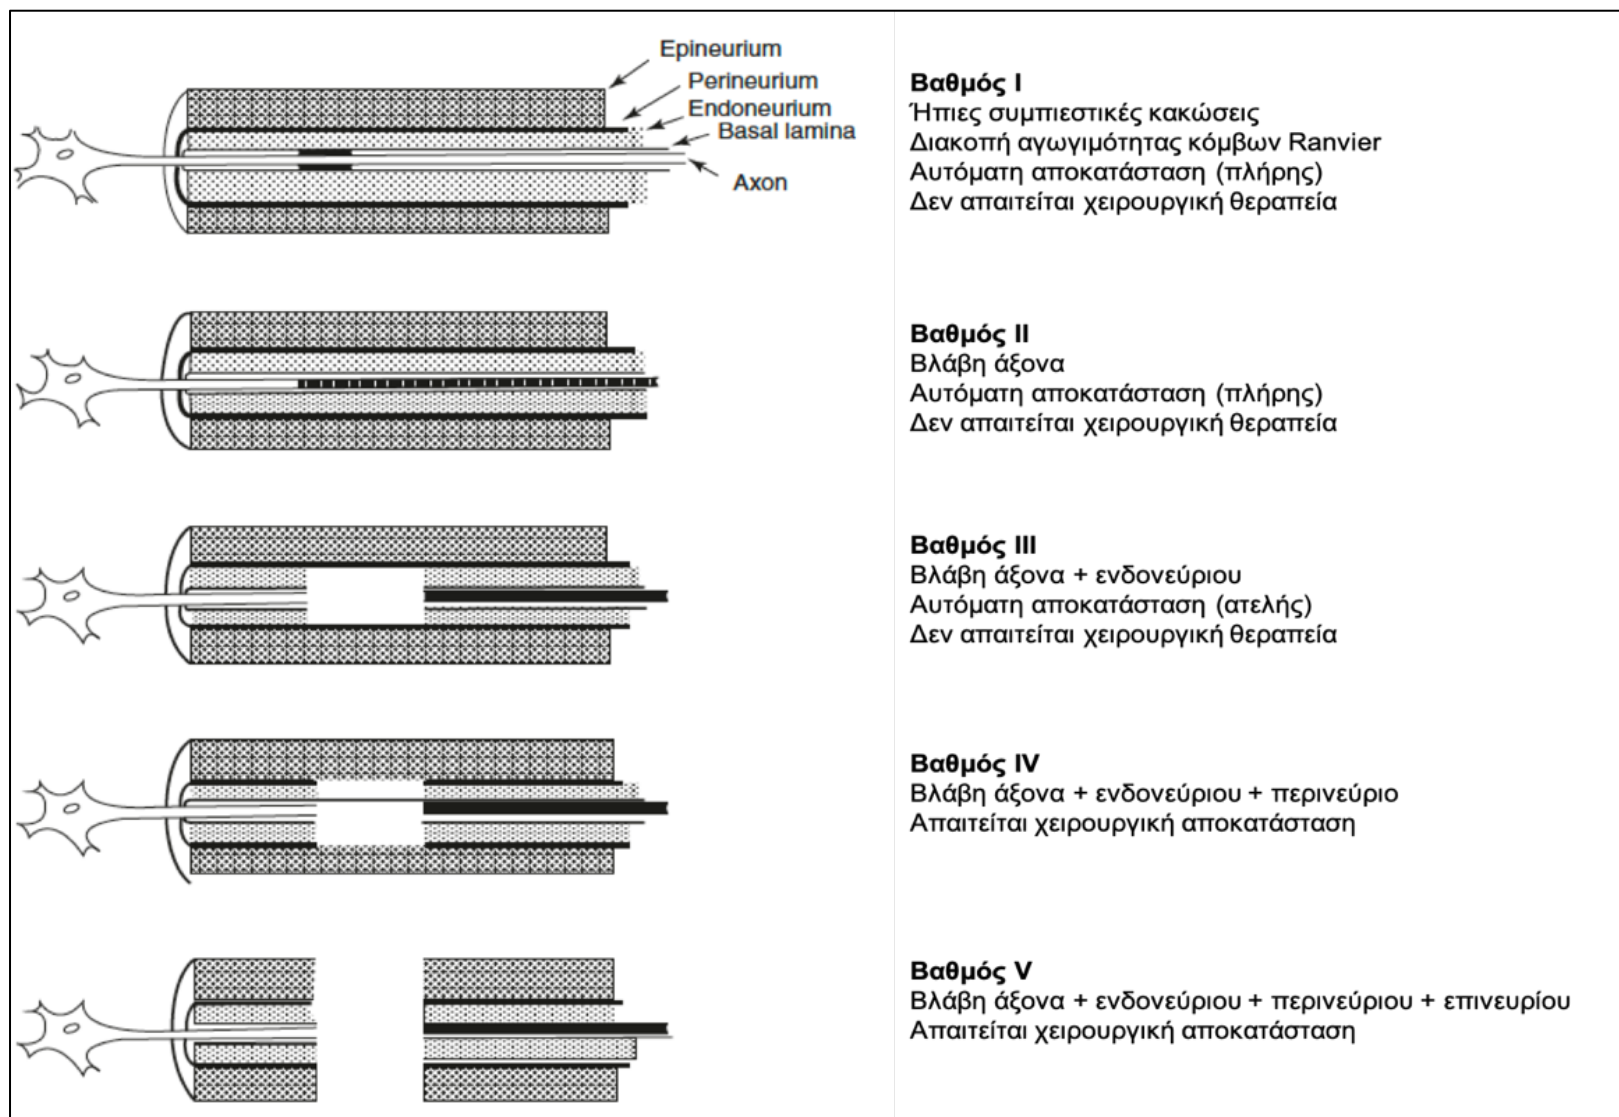 Epineurium
Perineurium
Endoneurium
Basal lamina
Axon
Βαθμός I
Ήπιες συμπιεστικές κακώσεις
Διακοπή αγωγιμότητας κόμβων Ranvier
Αυτόματη αποκατάσταση (πλήρης)
Δεν απαιτείται χειρουργική θεραπεία
Βαθμός II
Βλάβη άξονα
Αυτόματη αποκατάσταση (πλήρης)
Δεν απαιτείται χειρουργική θεραπεία
Βαθμός III
Βλάβη άξονα + ενδονεύριου
Αυτόματη αποκατάσταση (ατελής)
Δεν απαιτείται χειρουργική θεραπεία
Βαθμός IV
Βλάβη άξονα + ενδονεύριου + περινεύριο
Απαιτείται χειρουργική αποκατάσταση
Βαθμός V
Βλάβη άξονα + ενδονεύριου + περινεύριου + επινευρίου
Απαιτείται χειρουργική αποκατάσταση